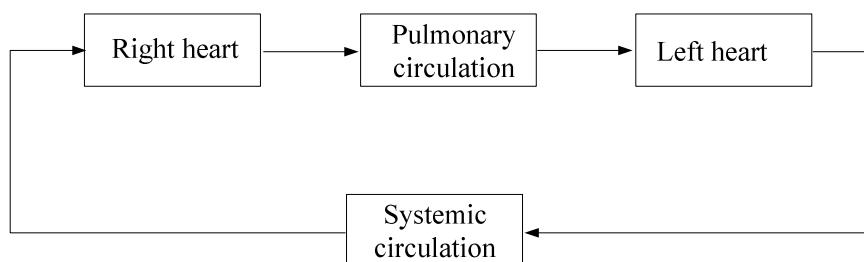 Right heart
Pulmonary
circulation
Left heart
Systemic
circulation